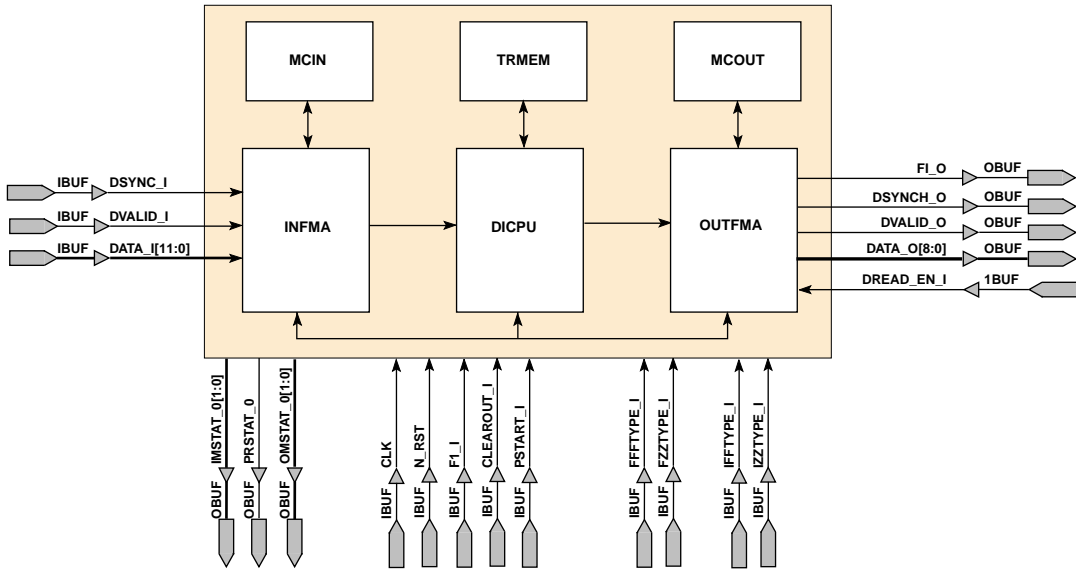 MCIN TRMEM MCOUT
IBUF DSYNC_I FI_O OBUF
DSYNCH_O OBUF
IBUF DVALID_I INFMA DICPU OUTFMA DVALID_O OBUF
IBUF DATA_I[11:0] DATA_O[8:0] OBUF
DREAD_EN_I 1BUF
OBUF IMSTAT_0[1:0]
OBUF PRSTAT_0
OBUF OMSTAT_0[1:0]
IBUF CLK
IBUF N_RST
IBUF F1_I
IBUF CLEAROUT_I
IBUF PSTART_I
IBUF FFFTYPE_I
IBUF FZZTYPE_I
IBUF IFFTYPE_I
IBUF IZZTYPE_I